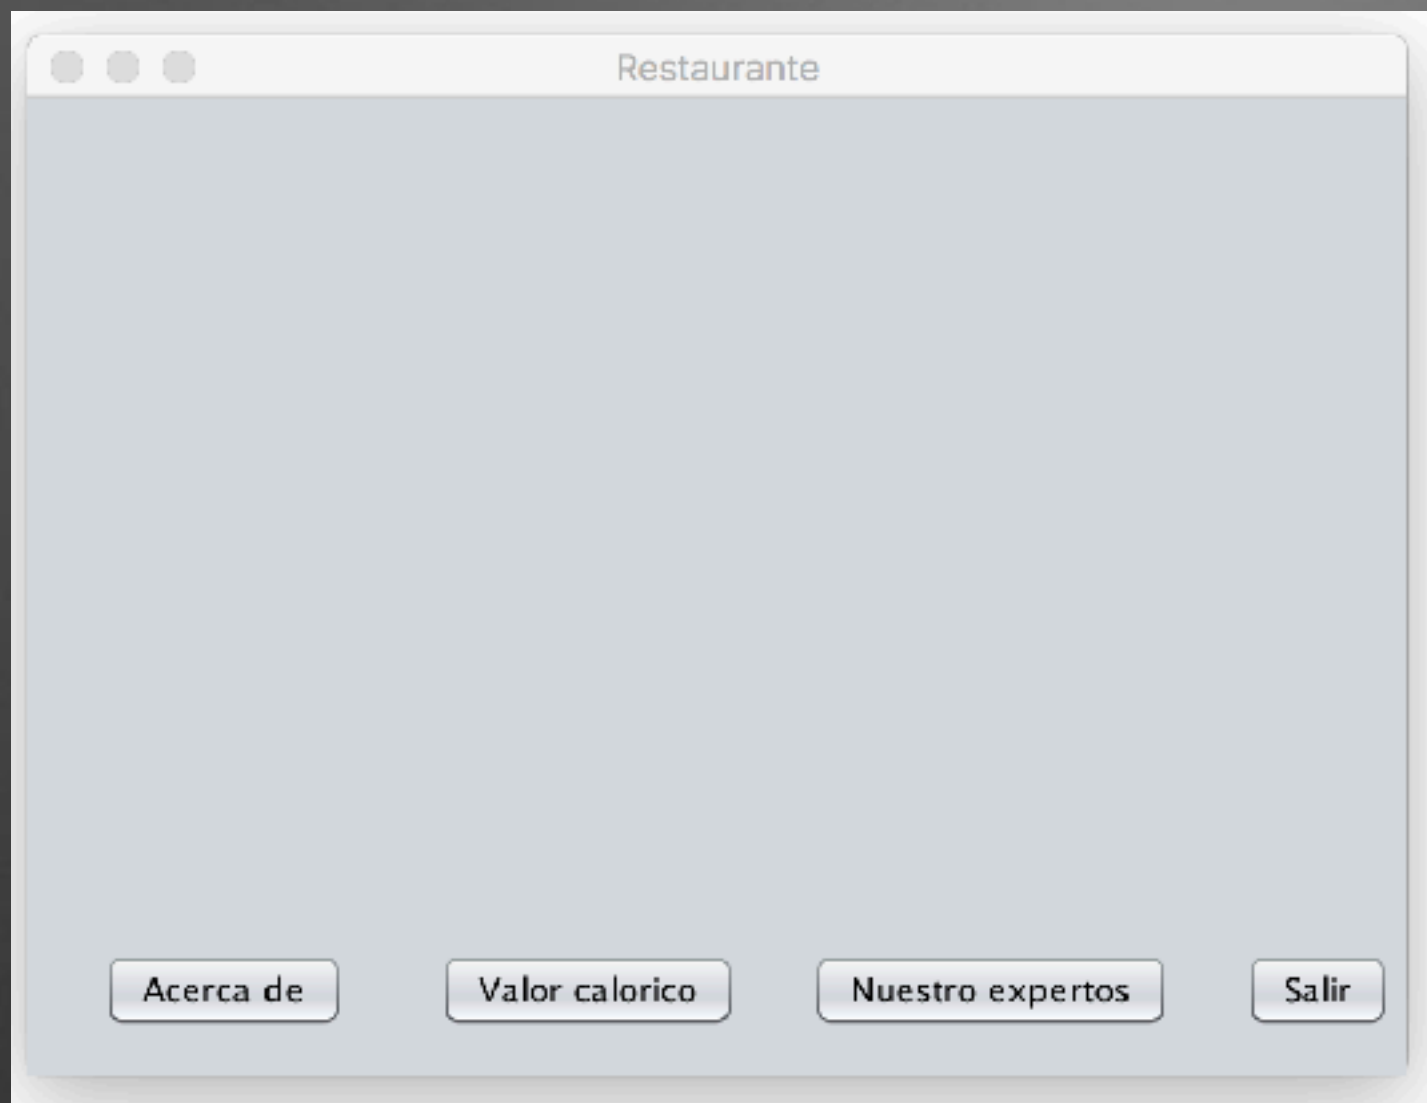 Restaurante
Acerca de
Valor calorico
Nuestro expertos
Salir